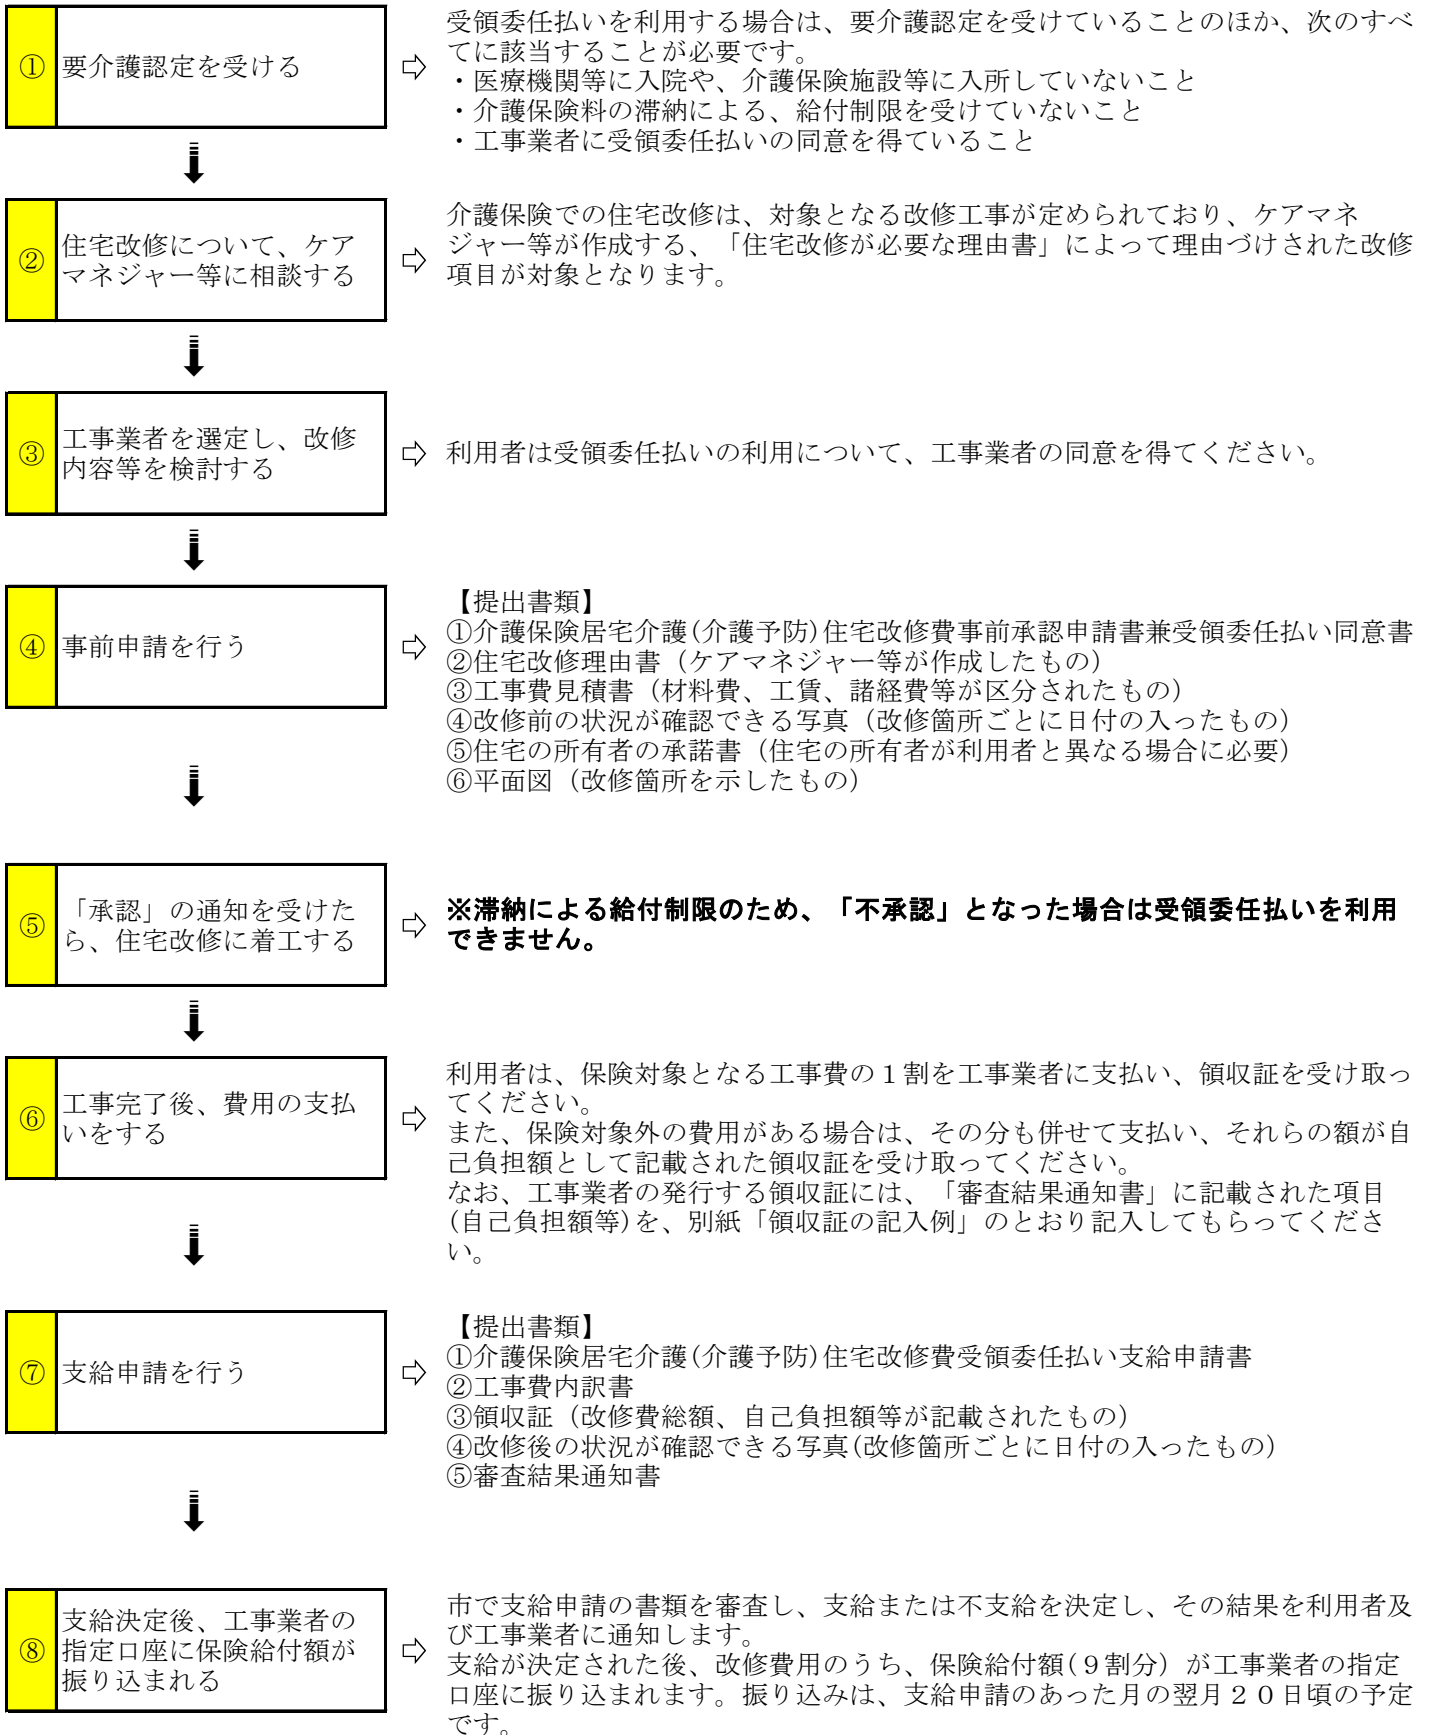 ① 要介護認定を受ける
受領委任払いを利用する場合は、要介護認定を受けていることのほか、次のすべ
てに該当することが必要です。
・医療機関等に入院や、介護保険施設等に入所していないこと
・介護保険料の滞納による、給付制限を受けていないこと
・工事業者に受領委任払いの同意を得ていること
② 住宅改修について、ケア
マネジャー等に相談する
介護保険での住宅改修は、対象となる改修工事が定められており、ケアマネ
ジャー等が作成する、「住宅改修が必要な理由書」によって理由づけされた改修
項目が対象となります。
③ 工事業者を選定し、改修
内容等を検討する
利用者は受領委任払いの利用について、工事業者の同意を得てください。
④ 事前申請を行う
【提出書類】
①介護保険居宅介護(介護予防)住宅改修費事前承認申請書兼受領委任払い同意書
②住宅改修理由書（ケアマネジャー等が作成したもの）
③工事費見積書（材料費、工賃、諸経費等が区分されたもの）
④改修前の状況が確認できる写真（改修箇所ごとに日付の入ったもの）
⑤住宅の所有者の承諾書（住宅の所有者が利用者と異なる場合に必要）
⑥平面図（改修箇所を示したもの）
⑤ 「承認」の通知を受けた
ら、住宅改修に着工する
※滞納による給付制限のため、「不承認」となった場合は受領委任払いを利用
できません。
⑥ 工事完了後、費用の支払
いをする
利用者は、保険対象となる工事費の１割を工事業者に支払い、領収証を受け取っ
てください。
また、保険対象外の費用がある場合は、その分も併せて支払い、それらの額が自
己負担額として記載された領収証を受け取ってください。
なお、工事業者の発行する領収証には、「審査結果通知書」に記載された項目
(自己負担額等)を、別紙「領収証の記入例」のとおり記入してもらってくださ
い。
⑦ 支給申請を行う
【提出書類】
①介護保険居宅介護(介護予防)住宅改修費受領委任払い支給申請書
②工事費内訳書
③領収証（改修費総額、自己負担額等が記載されたもの）
④改修後の状況が確認できる写真(改修箇所ごとに日付の入ったもの）
⑤審査結果通知書
⑧ 支給決定後、工事業者の
指定口座に保険給付額が
振り込まれる
市で支給申請の書類を審査し、支給または不支給を決定し、その結果を利用者及
び工事業者に通知します。
支給が決定された後、改修費用のうち、保険給付額(９割分）が工事業者の指定
口座に振り込まれます。振り込みは、支給申請のあった月の翌月２０日頃の予定
です。